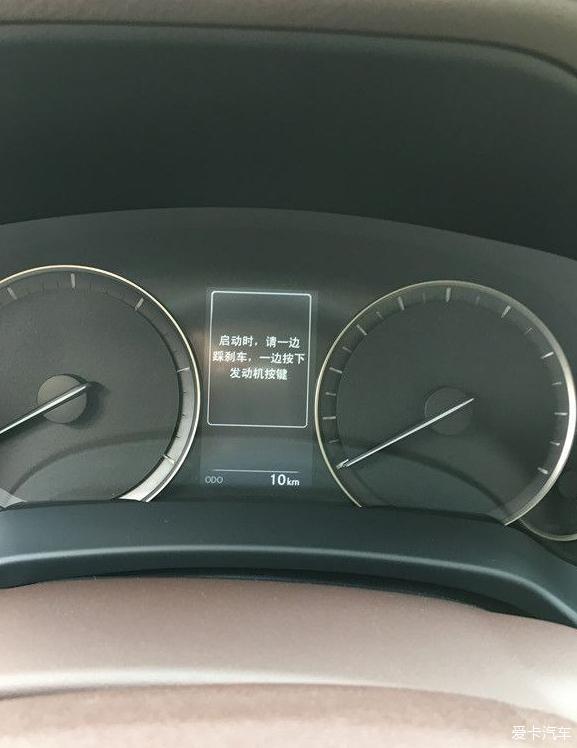 启动时，请一边
踩刹车，一边按下
发动机按键
ODO 10km
爱卡汽车